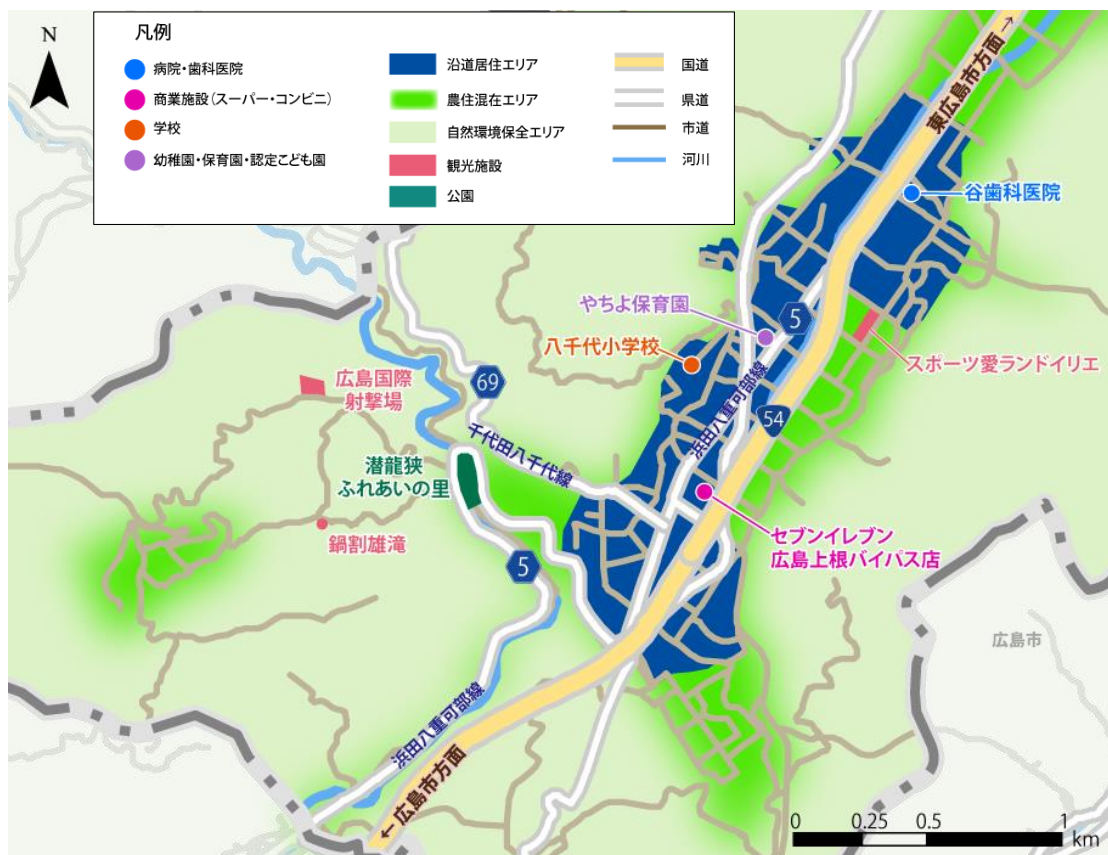 N
凡例
病院・歯科医院
商業施設(スーパー・コンビニ)
学校
幼稚園・保育園・認定こども園
沿道居住エリア
農住混在エリア
自然環境保全エリア
観光施設
公園
国道
県道
市道
河川
東広島市方面→
谷歯科医院
やちよ保育園
5
八千代小学校
スポーツ愛ランドイリエ
広島国際
射撃場
69
54
浜田八重可部線
千代田八千代線
潜龍狭
ふれあいの里
セブンイレブン
広島上根バイパス店
鍋割雄滝
5
広島市
浜田八重可部線
←広島市方面
0 0.25 0.5 1
km